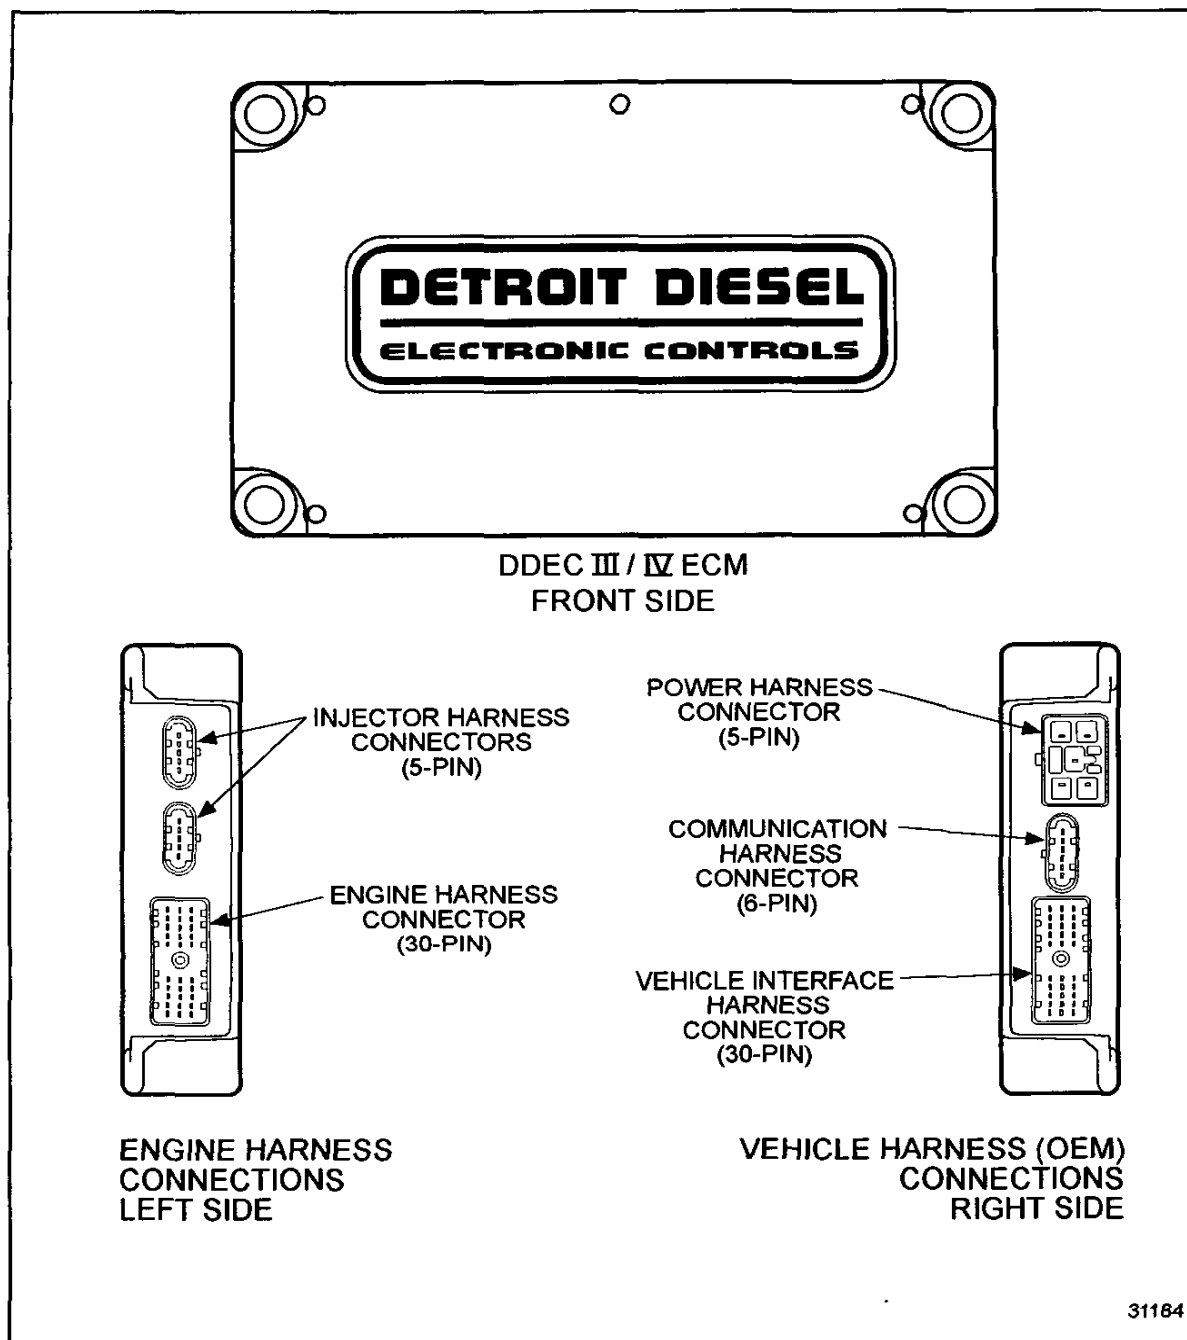 DETROIT DIESEL
ELECTRONIC CONTROLS
DDEC III / IV ECM
FRONT SIDE
INJECTOR HARNESS
CONNECTORS
(5-PIN)
ENGINE HARNESS
CONNECTOR
(30-PIN)
POWER HARNESS
CONNECTOR
(5-PIN)
COMMUNICATION
HARNESS
CONNECTOR
(6-PIN)
VEHICLE INTERFACE
HARNESS
CONNECTOR
(30-PIN)
ENGINE HARNESS
CONNECTIONS
LEFT SIDE
VEHICLE HARNESS (OEM)
CONNECTIONS
RIGHT SIDE
31184